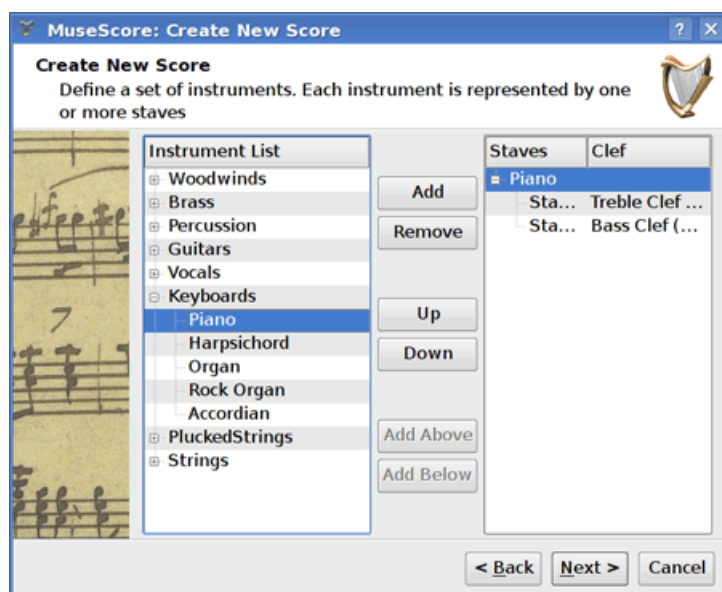 MuseScore: Create New Score
Create New Score
Define a set of instruments. Each instrument is represented by one
or more staves
Instrument List
Woodwinds
Brass
Percussion
Guitars
Vocals
Keyboards
Piano
Harpsichord
Organ
Rock Organ
Accordian
PluckedStrings
Strings
Add
Remove
Up
Down
Add Above
Add Below
Staves Clef
Piano
Sta... Treble Clef ...
Sta... Bass Clef (...
< Back Next > Cancel